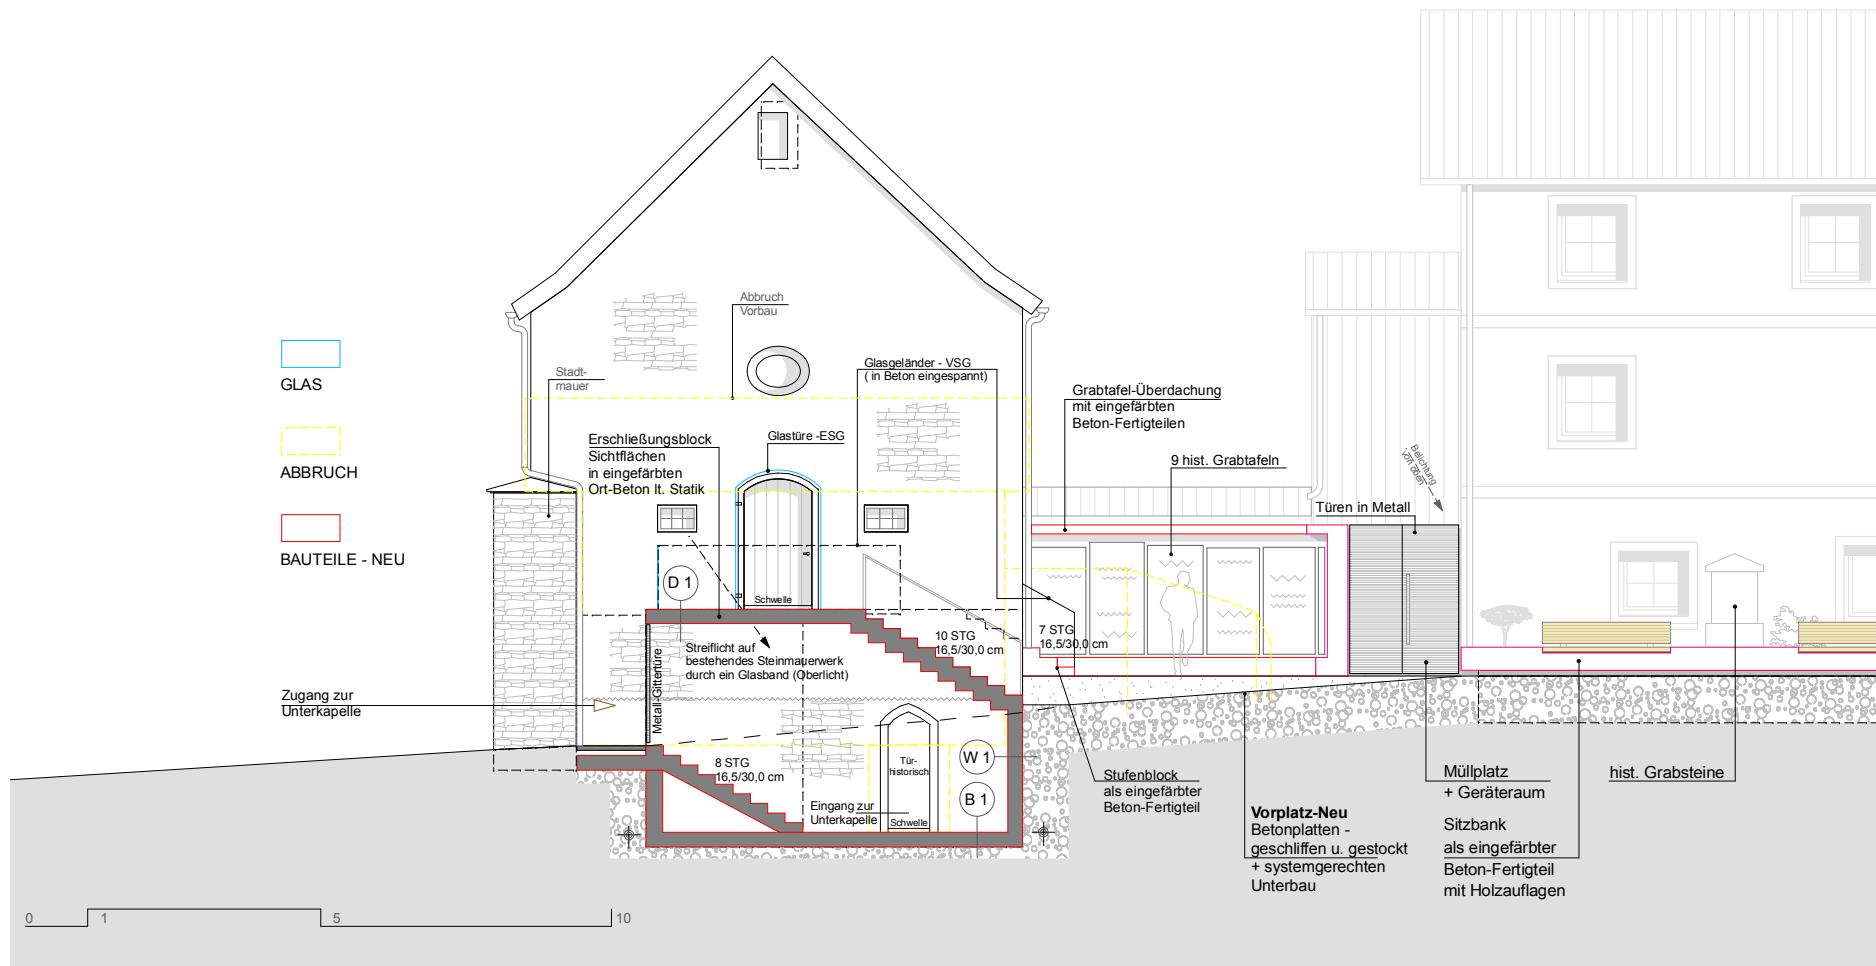 Abbruch
Vorbau
Stadt-
mauer
Glasgeländer - VSG
( in Beton eingespannt)
GLAS
ABBRUCH
BAUTEILE - NEU
Erschließungsblock
Sichtflächen
in eingefärbten
Ort-Beton lt. Statik
Glastüre -ESG
Grabtafel-Überdachung
mit eingefärbten
Beton-Fertigteilen
9 hist. Grabtafeln
Belichtung
von oben
Türen in Metall
D 1
Schwelle
10 STG
16,5/30,0 cm
7 STG
16,5/30,0 cm
Streiflicht auf
bestehendes Steinmauerwerk
durch ein Glasband (Oberlicht)
Metall-Gittertüre
Zugang zur
Unterkapelle
8 STG
16,5/30,0 cm
Tür-
historisch
Eingang zur
Unterkapelle
Schwelle
W 1
B 1
Stufenblock
als eingefärbter
Beton-Fertigteil
Vorplatz-Neu
Betonplatten -
geschliffen u. gestockt
+ systemgerechten
Unterbau
Müllplatz
+ Geräteraum
Sitzbank
als eingefärbter
Beton-Fertigteil
mit Holzauflagen
hist. Grabsteine
0 1 5 10